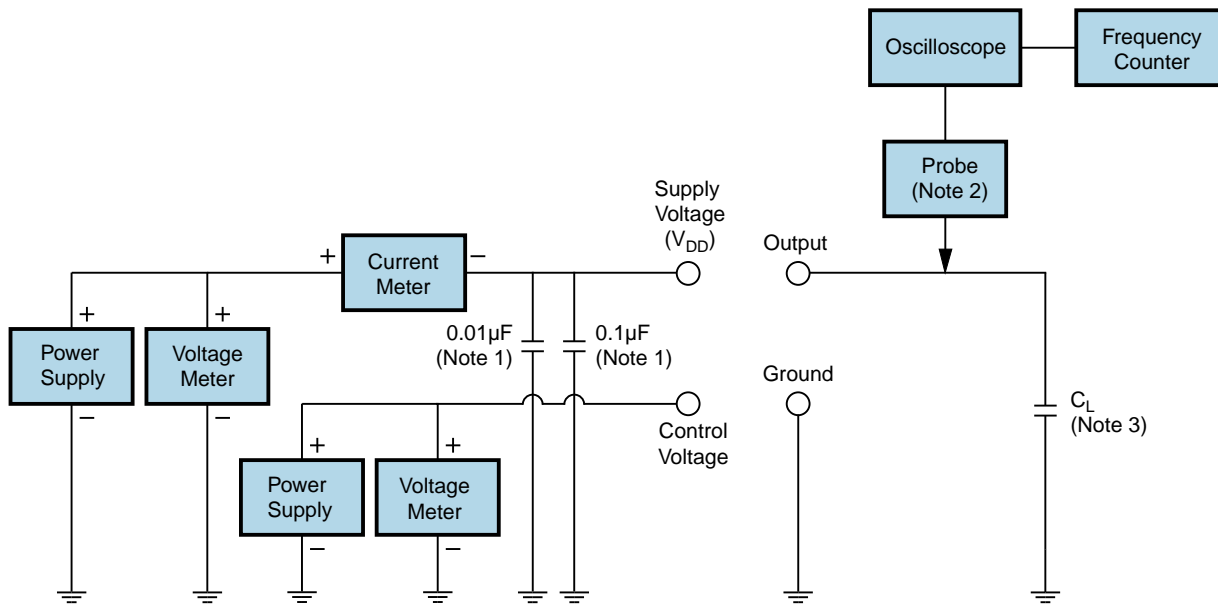 Oscilloscope
Frequency
Counter
Probe
(Note 2)
Supply
Voltage
(VDD)
Output
+
Current
Meter
−
+
Power
Supply
−
+
Voltage
Meter
−
0.01µF
(Note 1)
0.1µF
(Note 1)
Ground
Control
Voltage
CL
(Note 3)
+
Power
Supply
−
+
Voltage
Meter
−